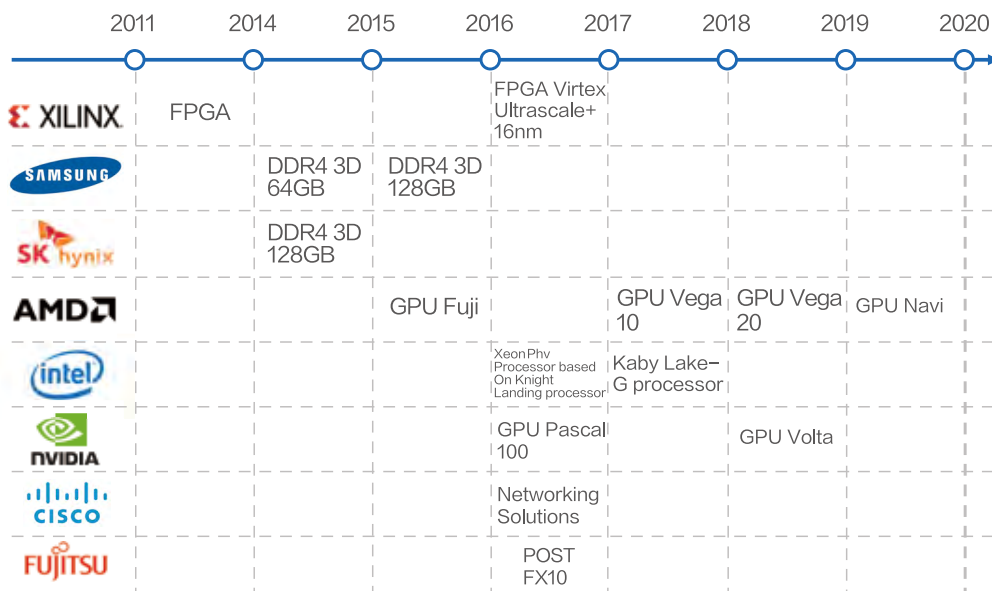 2011 2014 2015 2016 2017 2018 2019 2020
XILINX
FPGA
FPGA Virtex
Ultrascale+
16nm
SAMSUNG
DDR4 3D
64GB
DDR4 3D
128GB
SK hynix
DDR4 3D
128GB
AMD
GPU Fuji
GPU Vega
10
GPU Vega
20
GPU Navi
intel
XeonPhv
Processor based
On Knight
Landing processor
Kaby Lake-
G processor
NVIDIA
GPU Pascal
100
GPU Volta
CISCO
Networking
Solutions
FUJITSU
POST
FX10